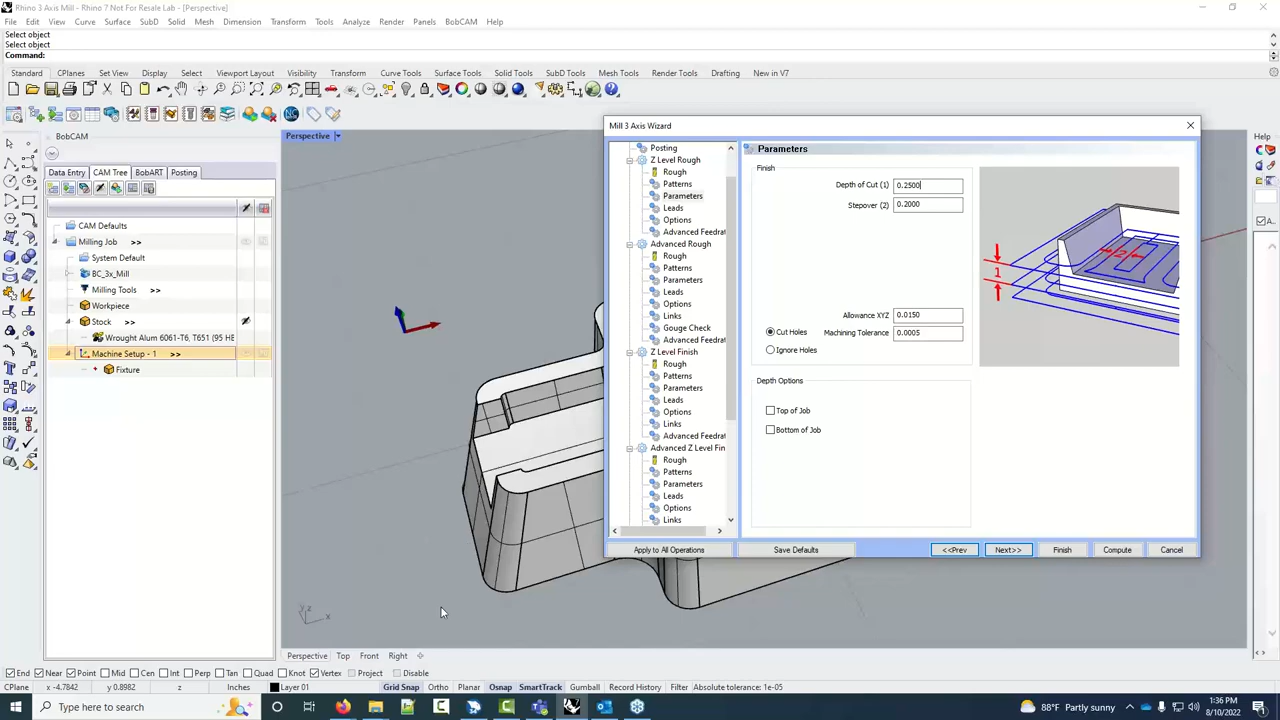 Rhino 3 Axis Mill - Rhino 7 Not For Resale Lab - [Perspective]
File Edit View Curve Surface SubD Solid Mesh Dimension Transform Tools Analyze Render Panels BobCAM Help
Select object
Select object
Command:
Standard CPlanes Set View Display Select Viewport Layout Visibility Transform Curve Tools Surface Tools Solid Tools SubD Tools Mesh Tools Render Tools Drafting New in V7
BobCAM
Perspective
Data Entry CAM Tree BobART Posting
CAM Defaults
Milling Job >>
System Default
BC_3x_Mill
Milling Tools >>
Workpiece
Stock >>
Wrought Alum 6061-T6, T651 (95 HE
Machine Setup - 1 >>
Fixture
Mill 3 Axis Wizard
Posting
Z Level Rough
Rough
Patterns
Parameters
Leads
Options
Advanced Feedrat
Advanced Rough
Rough
Patterns
Parameters
Leads
Options
Links
Gouge Check
Advanced Feedrat
Z Level Finish
Rough
Patterns
Parameters
Leads
Options
Links
Advanced Feedrat
Advanced Z Level Fin
Rough
Patterns
Parameters
Leads
Options
Links
Parameters
Finish
Depth of Cut (1) 0.2500
Stepover (2) 0.2000
Allowance XYZ 0.0150
Cut Holes Machining Tolerance 0.0005
Ignore Holes
Depth Options
Top of Job
Bottom of Job
1
2
Apply to All Operations Save Defaults <<Prev Next>> Finish Compute Cancel
Help
A...
z y x
Perspective Top Front Right
End Near Point Mid Cen Int Perp Tan Quad Knot Vertex Project Disable
CPlane x -4.7842 y 0.8982 z Inches Layer 01 Grid Snap Ortho Planar Osnap SmartTrack Gumball Record History Filter Absolute tolerance: 1e-05
Type here to search
88°F Partly sunny
1:36 PM
8/10/2022